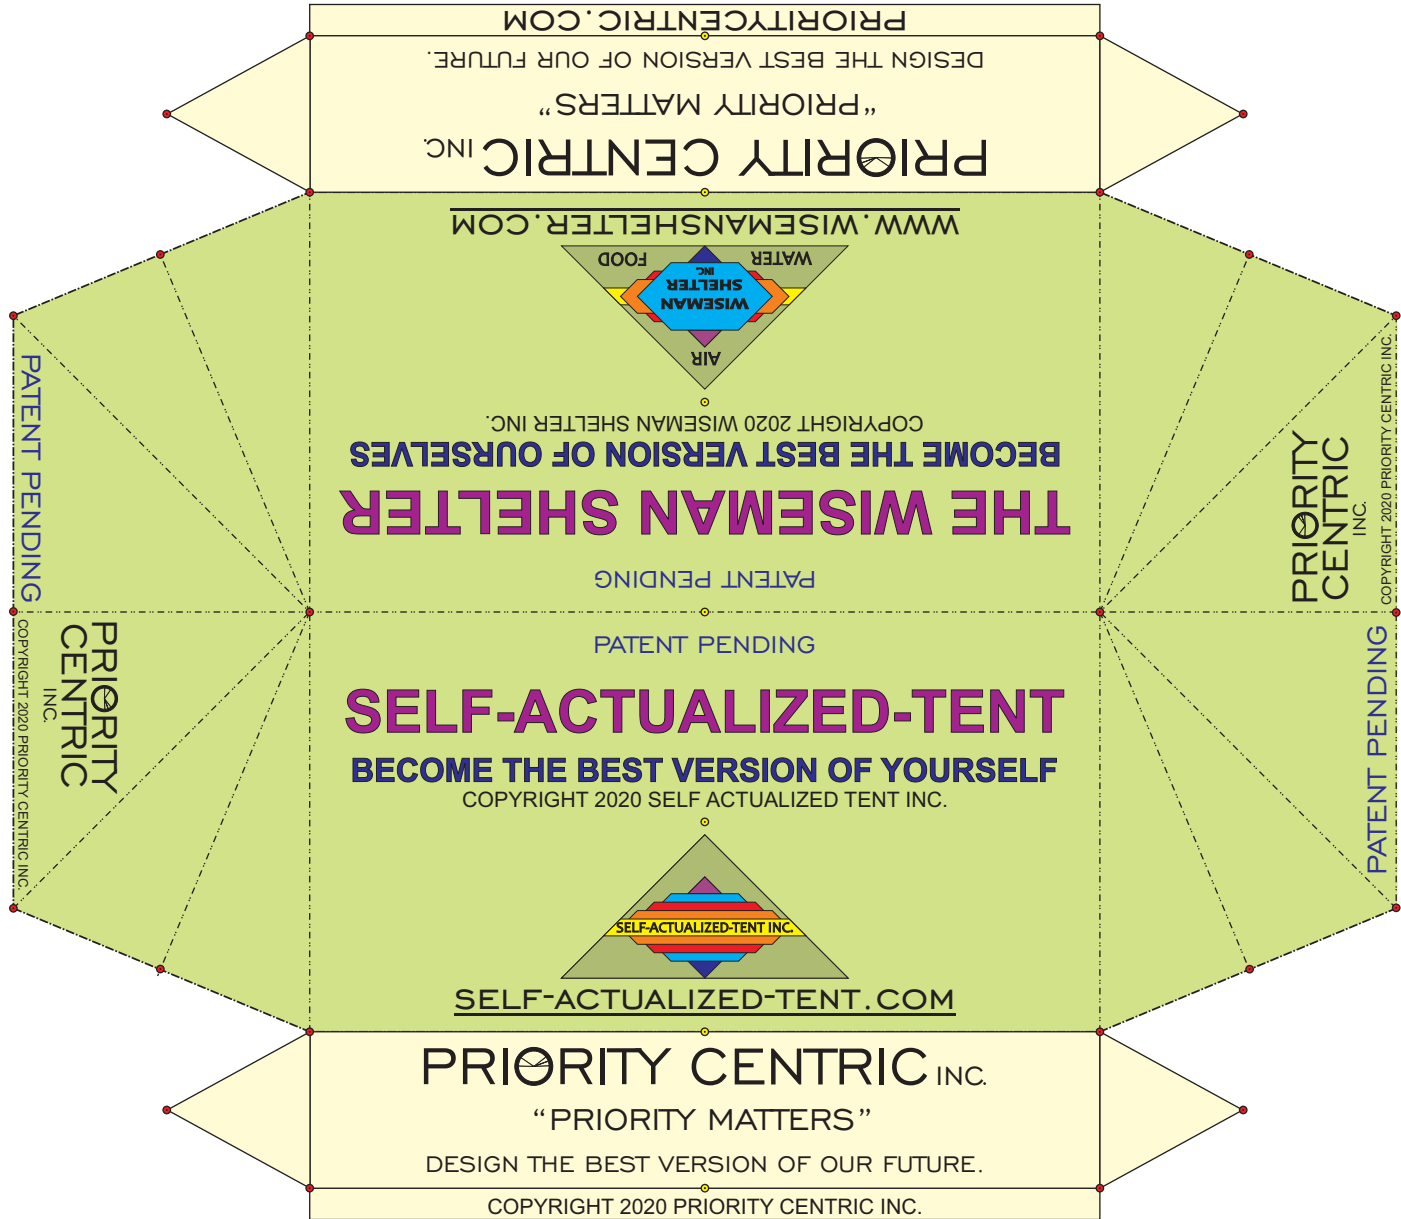 PRIORITYCENTRIC.COM
DESIGN THE BEST VERSION OF OUR FUTURE.
“PRIORITY MATTERS”
PRIORITY CENTRIC INC.
WWW.WISEMANSHELTER.COM
WATER FOOD
WISEMAN
SHELTER
INC.
AIR
COPYRIGHT 2020 WISEMAN SHELTER INC.
BECOME THE BEST VERSION OF OURSELVES
THE WISEMAN SHELTER
PATENT PENDING
PATENT PENDING
PRIORITY
CENTRIC
INC.
COPYRIGHT 2020 PRIORITY CENTRIC INC.
PATENT PENDING
SELF-ACTUALIZED-TENT
BECOME THE BEST VERSION OF YOURSELF
COPYRIGHT 2020 SELF ACTUALIZED TENT INC.
SELF-ACTUALIZED-TENT INC.
SELF-ACTUALIZED-TENT.COM
PRIORITY
CENTRIC
INC.
COPYRIGHT 2020 PRIORITY CENTRIC INC.
PATENT PENDING
PRIORITY CENTRIC INC.
“PRIORITY MATTERS”
DESIGN THE BEST VERSION OF OUR FUTURE.
COPYRIGHT 2020 PRIORITY CENTRIC INC.